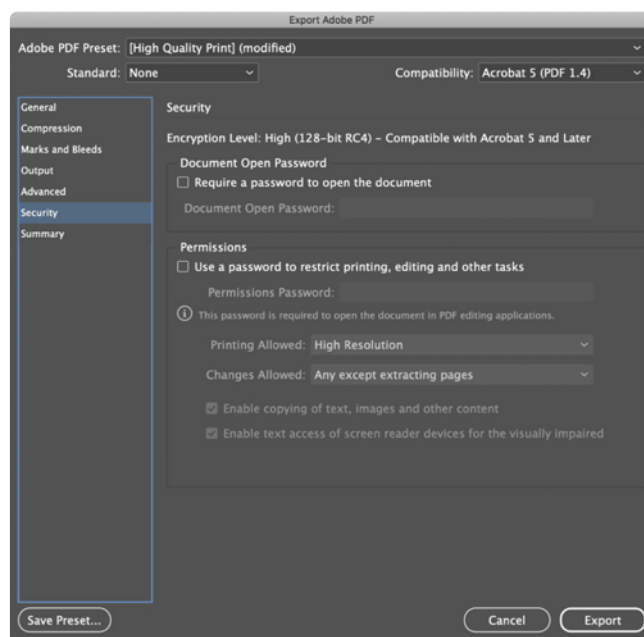 Export Adobe PDF
Adobe PDF Preset: [High Quality Print] (modified)
Standard: None Compatibility: Acrobat 5 (PDF 1.4)
General
Compression
Marks and Bleeds
Output
Advanced
Security
Summary
Security
Encryption Level: High (128-bit RC4) – Compatible with Acrobat 5 and Later
Document Open Password
Require a password to open the document
Document Open Password:
Permissions
Use a password to restrict printing, editing and other tasks
Permissions Password:
This password is required to open the document in PDF editing applications.
Printing Allowed: High Resolution
Changes Allowed: Any except extracting pages
Enable copying of text, images and other content
Enable text access of screen reader devices for the visually impaired
Save Preset... Cancel Export